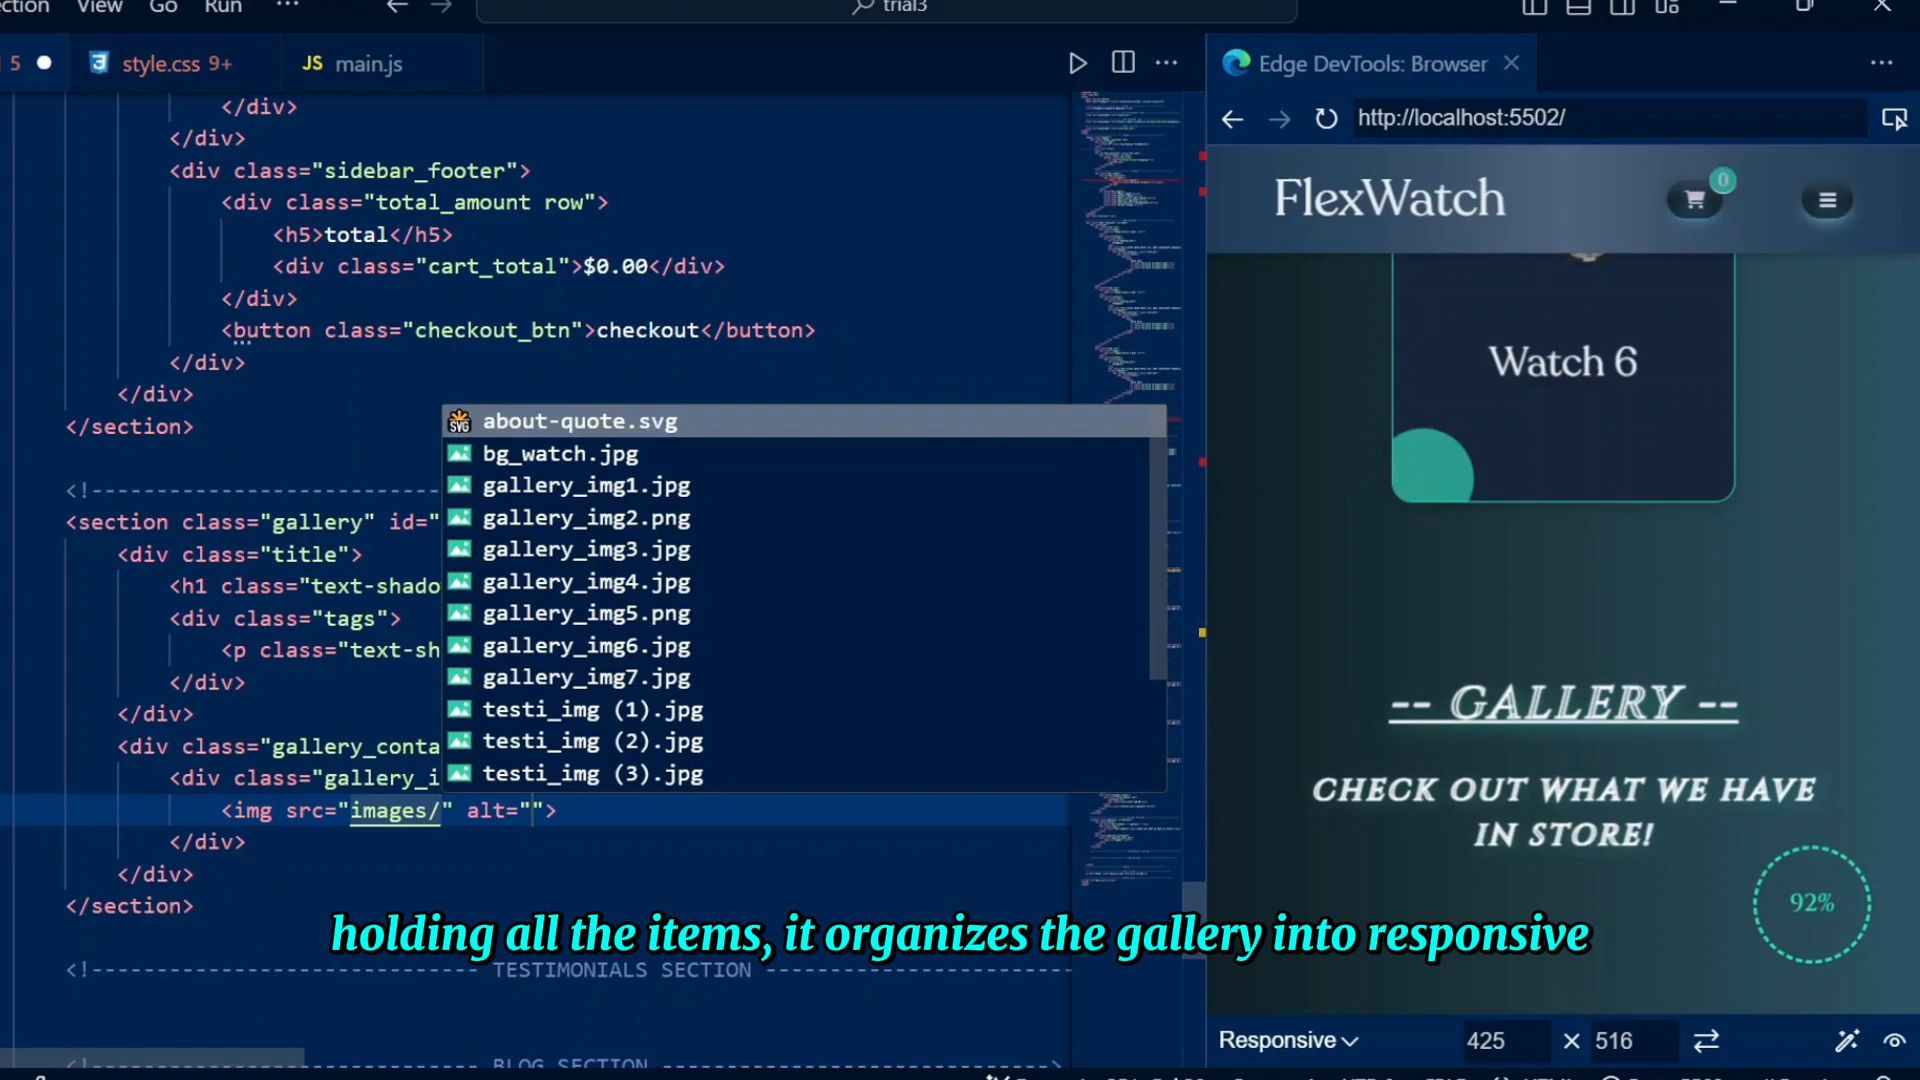 ction View Go Run ...
trial3
5 style.css 9+ JS main.js
Edge DevTools: Browser
http://localhost:5502/
</div>
</div>
<div class="sidebar_footer">
<div class="total_amount row">
<h5>total</h5>
<div class="cart_total">$0.00</div>
</div>
<button class="checkout_btn">checkout</button>
</div>
</div>
</section>
<!------------------------------
<section class="gallery" id="
<div class="title">
<h1 class="text-shado
<div class="tags">
<p class="text-sh
</div>
</div>
<div class="gallery_conta
<div class="gallery_i
<img src="images/" alt="">
</div>
</div>
</section>
<!------------------------------ TESTIMONIALS SECTION ------------------------------
<!------------------------------ BLOG SECTION ------------------------------>
SVG about-quote.svg
bg_watch.jpg
gallery_img1.jpg
gallery_img2.png
gallery_img3.jpg
gallery_img4.jpg
gallery_img5.png
gallery_img6.jpg
gallery_img7.jpg
testi_img (1).jpg
testi_img (2).jpg
testi_img (3).jpg
FlexWatch
0
Watch 6
-- GALLERY --
CHECK OUT WHAT WE HAVE
IN STORE!
92%
holding all the items, it organizes the gallery into responsive
Responsive 425 × 516